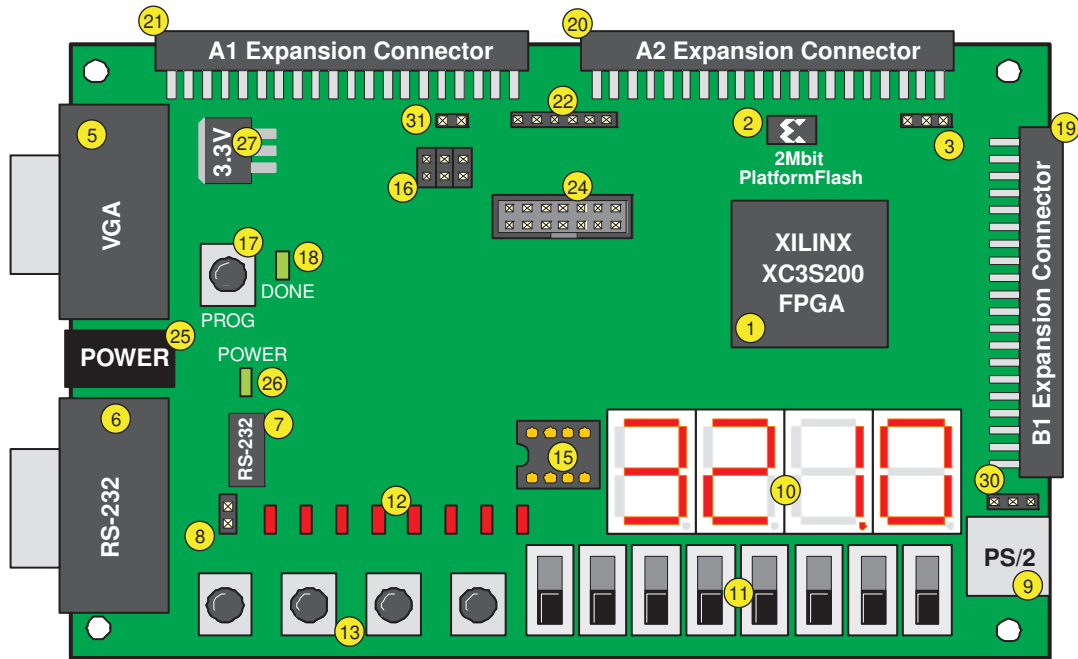 21
A1 Expansion Connector
20
A2 Expansion Connector
5
VGA
3.3V
27
31
22
2
2Mbit
PlatformFlash
3
19
B1 Expansion Connector
16
24
17
PROG
18
DONE
XILINX
XC3S200
FPGA
1
POWER
25
POWER
26
6
RS-232
7
RS-232
8
12
15
321.0
10
30
PS/2
9
13
11